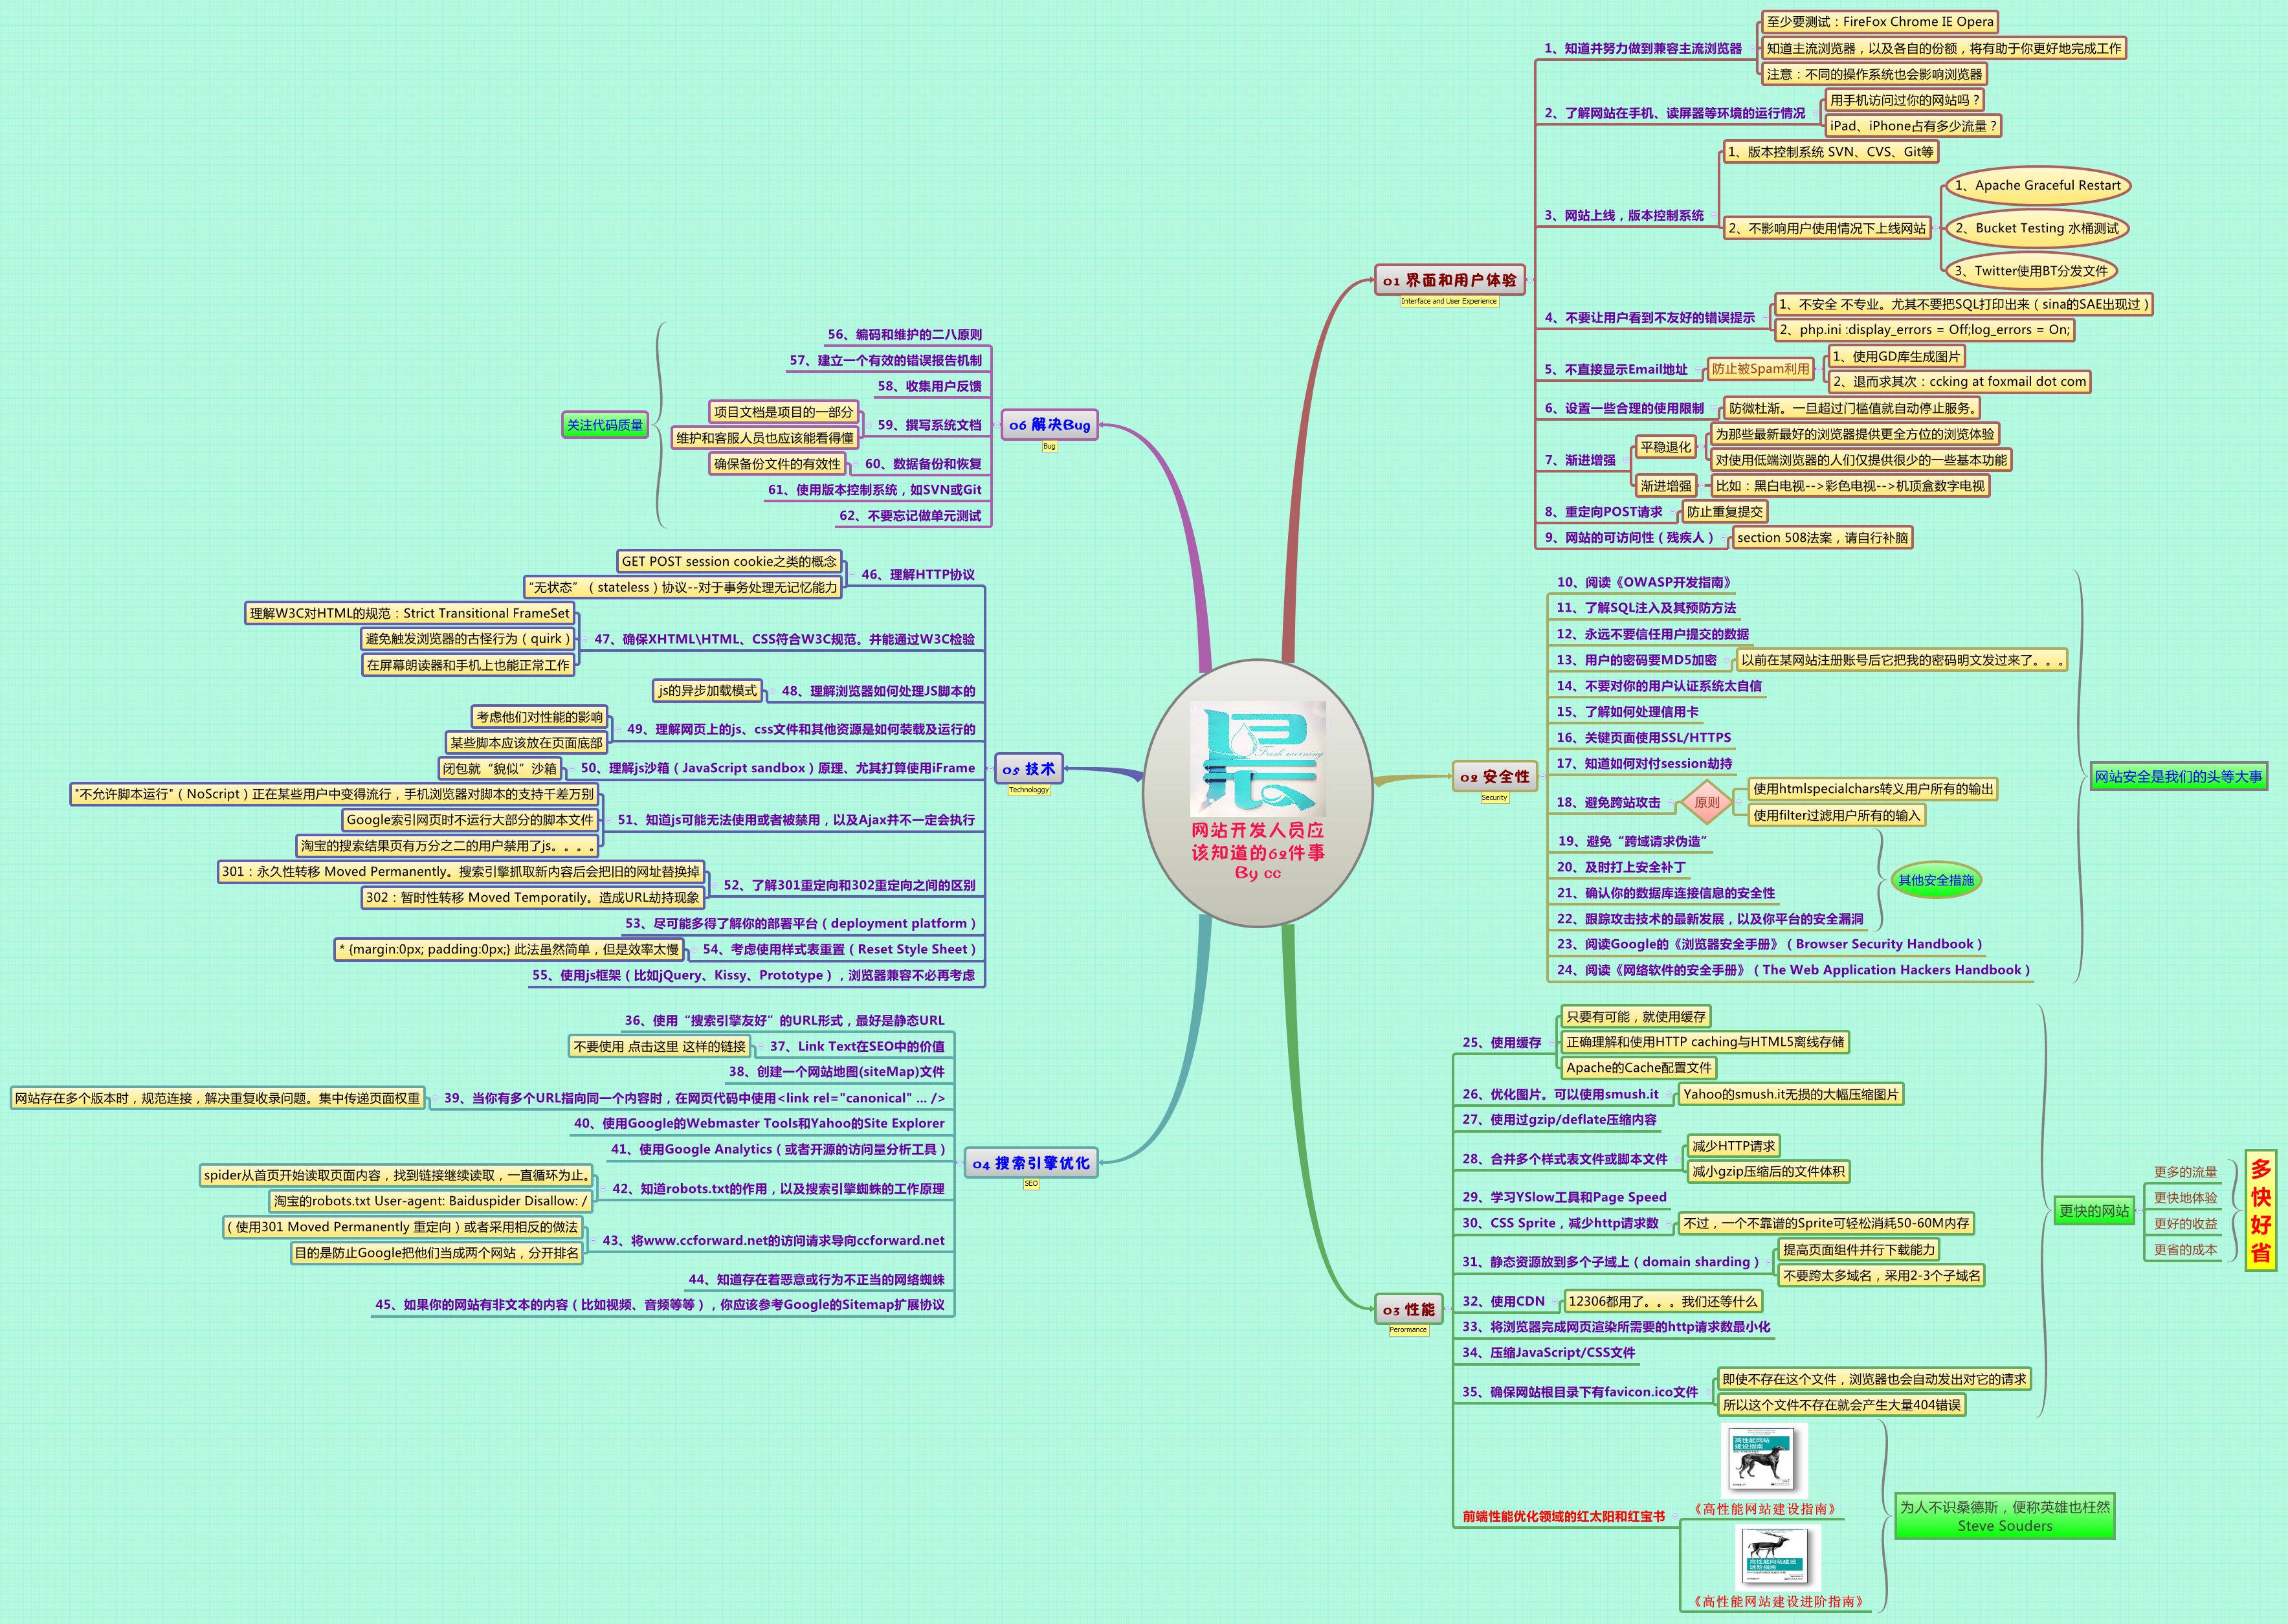 Fresh morning
网站开发人员应
该知道的62件事
By cc
01 界面和用户体验
Interface and User Experience
1、知道并努力做到兼容主流浏览器
至少要测试：FireFox Chrome IE Opera
知道主流浏览器，以及各自的份额，将有助于你更好地完成工作
注意：不同的操作系统也会影响浏览器
2、了解网站在手机、读屏器等环境的运行情况
用手机访问过你的网站吗？
iPad、iPhone占有多少流量？
3、网站上线，版本控制系统
1、版本控制系统 SVN、CVS、Git等
2、不影响用户使用情况下上线网站
1、Apache Graceful Restart
2、Bucket Testing 水桶测试
3、Twitter使用BT分发文件
4、不要让用户看到不友好的错误提示
1、不安全 不专业。尤其不要把SQL打印出来（sina的SAE出现过）
2、php.ini :display_errors = Off;log_errors = On;
5、不直接显示Email地址
防止被Spam利用
1、使用GD库生成图片
2、退而求其次：ccking at foxmail dot com
6、设置一些合理的使用限制
防微杜渐。一旦超过门槛值就自动停止服务。
7、渐进增强
平稳退化
为那些最新最好的浏览器提供更全方位的浏览体验
对使用低端浏览器的人们仅提供很少的一些基本功能
渐进增强
比如：黑白电视-->彩色电视-->机顶盒数字电视
8、重定向POST请求
防止重复提交
9、网站的可访问性（残疾人）
section 508法案，请自行补脑
02 安全性
Security
10、阅读《OWASP开发指南》
11、了解SQL注入及其预防方法
12、永远不要信任用户提交的数据
13、用户的密码要MD5加密
以前在某网站注册账号后它把我的密码明文发过来了。。。
14、不要对你的用户认证系统太自信
15、了解如何处理信用卡
16、关键页面使用SSL/HTTPS
17、知道如何对付session劫持
18、避免跨站攻击
原则
使用htmlspecialchars转义用户所有的输出
使用filter过滤用户所有的输入
19、避免“跨域请求伪造”
20、及时打上安全补丁
21、确认你的数据库连接信息的安全性
22、跟踪攻击技术的最新发展，以及你平台的安全漏洞
其他安全措施
23、阅读Google的《浏览器安全手册》（Browser Security Handbook）
24、阅读《网络软件的安全手册》（The Web Application Hackers Handbook）
网站安全是我们的头等大事
03 性能
Perormance
25、使用缓存
只要有可能，就使用缓存
正确理解和使用HTTP caching与HTML5离线存储
Apache的Cache配置文件
26、优化图片。可以使用smush.it
Yahoo的smush.it无损的大幅压缩图片
27、使用过gzip/deflate压缩内容
28、合并多个样式表文件或脚本文件
减少HTTP请求
减小gzip压缩后的文件体积
29、学习YSlow工具和Page Speed
30、CSS Sprite，减少http请求数
不过，一个不靠谱的Sprite可轻松消耗50-60M内存
31、静态资源放到多个子域上（domain sharding）
提高页面组件并行下载能力
不要跨太多域名，采用2-3个子域名
32、使用CDN
12306都用了。。。我们还等什么
33、将浏览器完成网页渲染所需要的http请求数最小化
34、压缩JavaScript/CSS文件
35、确保网站根目录下有favicon.ico文件
即使不存在这个文件，浏览器也会自动发出对它的请求
所以这个文件不存在就会产生大量404错误
更快的网站
更多的流量
更快地体验
更好的收益
更省的成本
多
快
好
省
前端性能优化领域的红太阳和红宝书
高性能网站
建设指南
《高性能网站建设指南》
高性能网站建设
进阶指南
《高性能网站建设进阶指南》
为人不识桑德斯，便称英雄也枉然
Steve Souders
04 搜索引擎优化
SEO
36、使用“搜索引擎友好”的URL形式，最好是静态URL
37、Link Text在SEO中的价值
不要使用 点击这里 这样的链接
38、创建一个网站地图(siteMap)文件
39、当你有多个URL指向同一个内容时，在网页代码中使用<link rel="canonical" ... />
网站存在多个版本时，规范连接，解决重复收录问题。集中传递页面权重
40、使用Google的Webmaster Tools和Yahoo的Site Explorer
41、使用Google Analytics（或者开源的访问量分析工具）
42、知道robots.txt的作用，以及搜索引擎蜘蛛的工作原理
spider从首页开始读取页面内容，找到链接继续读取，一直循环为止。
淘宝的robots.txt User-agent: Baiduspider Disallow: /
43、将www.ccforward.net的访问请求导向ccforward.net
（使用301 Moved Permanently 重定向）或者采用相反的做法
目的是防止Google把他们当成两个网站，分开排名
44、知道存在着恶意或行为不正当的网络蜘蛛
45、如果你的网站有非文本的内容（比如视频、音频等等），你应该参考Google的Sitemap扩展协议
05 技术
Technologgy
46、理解HTTP协议
GET POST session cookie之类的概念
“无状态”（stateless）协议--对于事务处理无记忆能力
47、确保XHTML\HTML、CSS符合W3C规范。并能通过W3C检验
理解W3C对HTML的规范：Strict Transitional FrameSet
避免触发浏览器的古怪行为（quirk）
在屏幕朗读器和手机上也能正常工作
48、理解浏览器如何处理JS脚本的
js的异步加载模式
49、理解网页上的js、css文件和其他资源是如何装载及运行的
考虑他们对性能的影响
某些脚本应该放在页面底部
50、理解js沙箱（JavaScript sandbox）原理、尤其打算使用iFrame
闭包就“貌似”沙箱
51、知道js可能无法使用或者被禁用，以及Ajax并不一定会执行
"不允许脚本运行"（NoScript）正在某些用户中变得流行，手机浏览器对脚本的支持千差万别
Google索引网页时不运行大部分的脚本文件
淘宝的搜索结果页有万分之二的用户禁用了js。。。。
52、了解301重定向和302重定向之间的区别
301：永久性转移 Moved Permanently。搜索引擎抓取新内容后会把旧的网址替换掉
302：暂时性转移 Moved Temporatily。造成URL劫持现象
53、尽可能多得了解你的部署平台（deployment platform）
54、考虑使用样式表重置（Reset Style Sheet）
* {margin:0px; padding:0px;} 此法虽然简单，但是效率太慢
55、使用js框架（比如jQuery、Kissy、Prototype），浏览器兼容不必再考虑
06 解决Bug
Bug
56、编码和维护的二八原则
57、建立一个有效的错误报告机制
58、收集用户反馈
59、撰写系统文档
项目文档是项目的一部分
维护和客服人员也应该能看得懂
60、数据备份和恢复
确保备份文件的有效性
61、使用版本控制系统，如SVN或Git
62、不要忘记做单元测试
关注代码质量